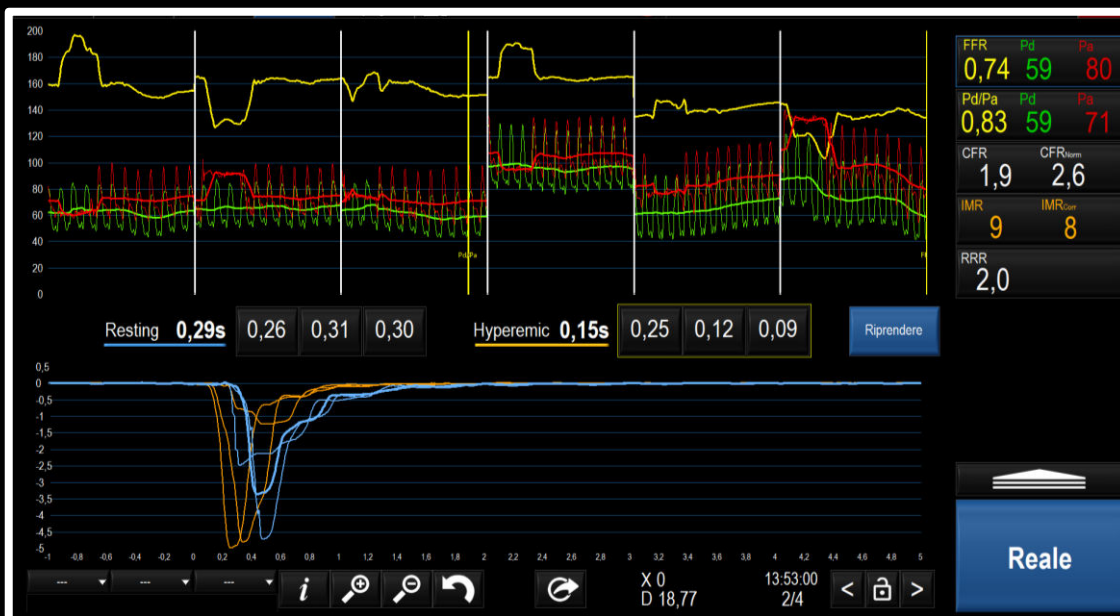 200
180
160
140
120
100
80
60
40
20
0
Pd/Pa
FFR Pd Pa
0,74 59 80
Pd/Pa Pd Pa
0,83 59 71
CFR CFRNorm
1,9 2,6
IMR IMRCorr
9 8
RRR
2,0
Resting 0,29s 0,26 0,31 0,30 Hyperemic 0,15s 0,25 0,12 0,09 Riprendere
0,5
0
-0,5
-1
-1,5
-2
-2,5
-3
-3,5
-4
-4,5
-5
-1 -0,8 -0,6 -0,4 -0,2 0 0,2 0,4 0,6 0,8 1 1,2 1,4 1,6 1,8 2 2,2 2,4 2,6 2,8 3 3,2 3,4 3,6 3,8 4 4,2 4,4 4,6 4,8 5
Reale
--- --- --- i X 0 13:53:00 < >
D 18,77 2/4